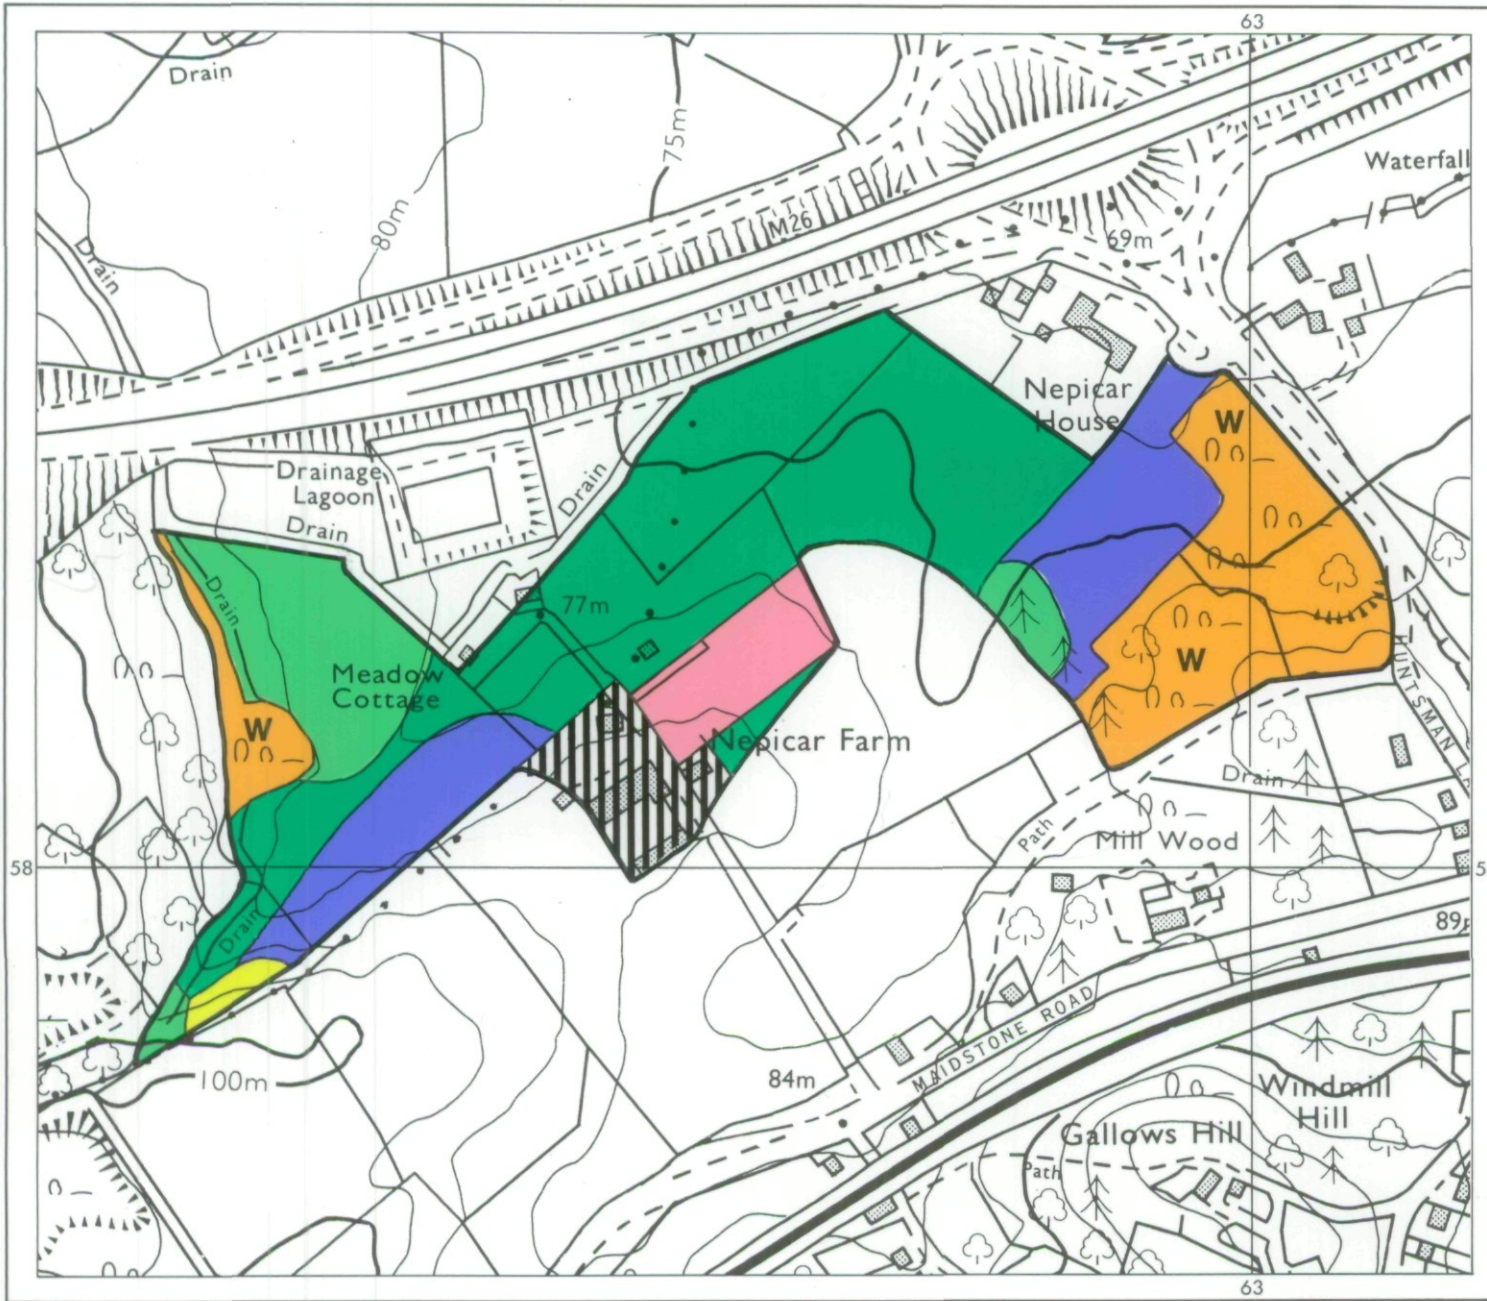 63
Drain
75m
Waterfall
80m
M26
69m
Drain
Nepicar
House
W
Drainage
Lagoon
Drain
Drain
Drain
77m
Meadow
Cottage
W
W
HUNTSMAN
Nepicar Farm
Drain
Path
Mill Wood
58
5
Drain
89
MAIDSTONE ROAD
84m
100m
Windmill
Hill
Gallows Hill
Path
63